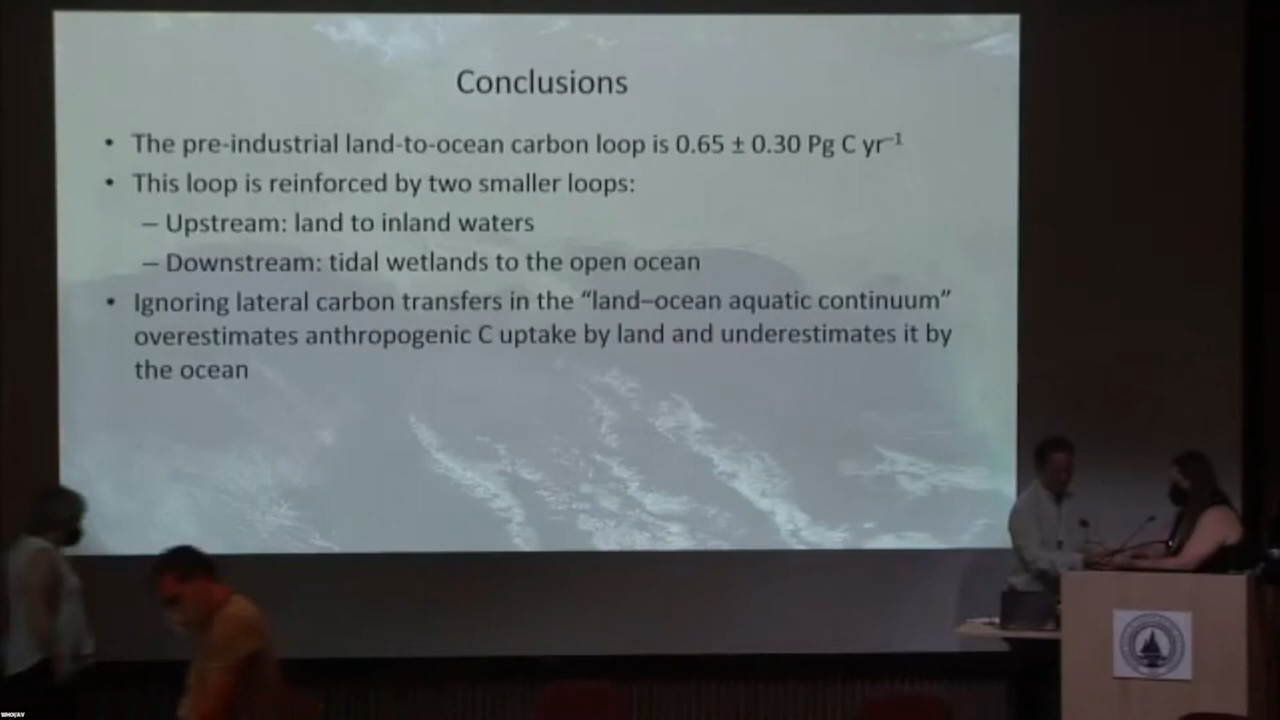 Conclusions
• The pre-industrial land-to-ocean carbon loop is 0.65 ± 0.30 Pg C yr⁻¹
• This loop is reinforced by two smaller loops:
– Upstream: land to inland waters
– Downstream: tidal wetlands to the open ocean
• Ignoring lateral carbon transfers in the “land–ocean aquatic continuum”
overestimates anthropogenic C uptake by land and underestimates it by
the ocean
WHOI/AV